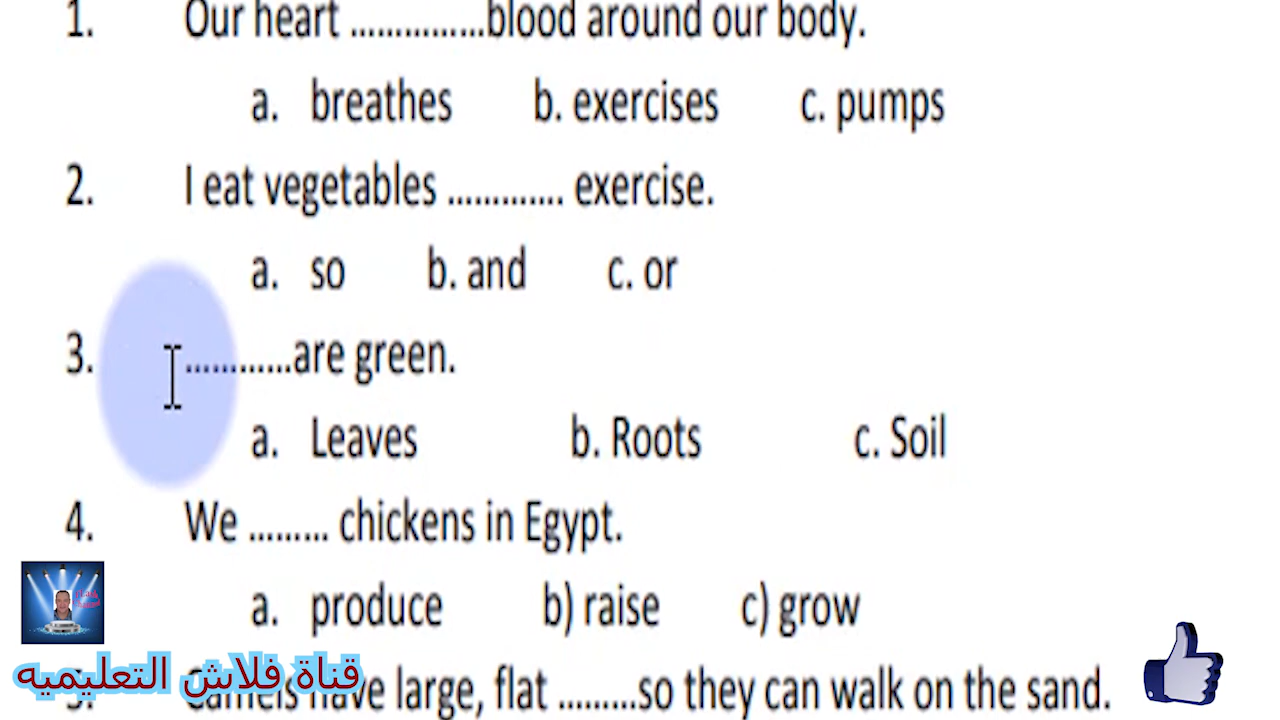 1. Our heart ...............blood around our body.
a. breathes b. exercises c. pumps
2. I eat vegetables ............. exercise.
a. so b. and c. or
3. ............are green.
a. Leaves b. Roots c. Soil
4. We ......... chickens in Egypt.
a. produce b) raise c) grow
5. Camels have large, flat .........so they can walk on the sand.
قناة فلاش التعليميه